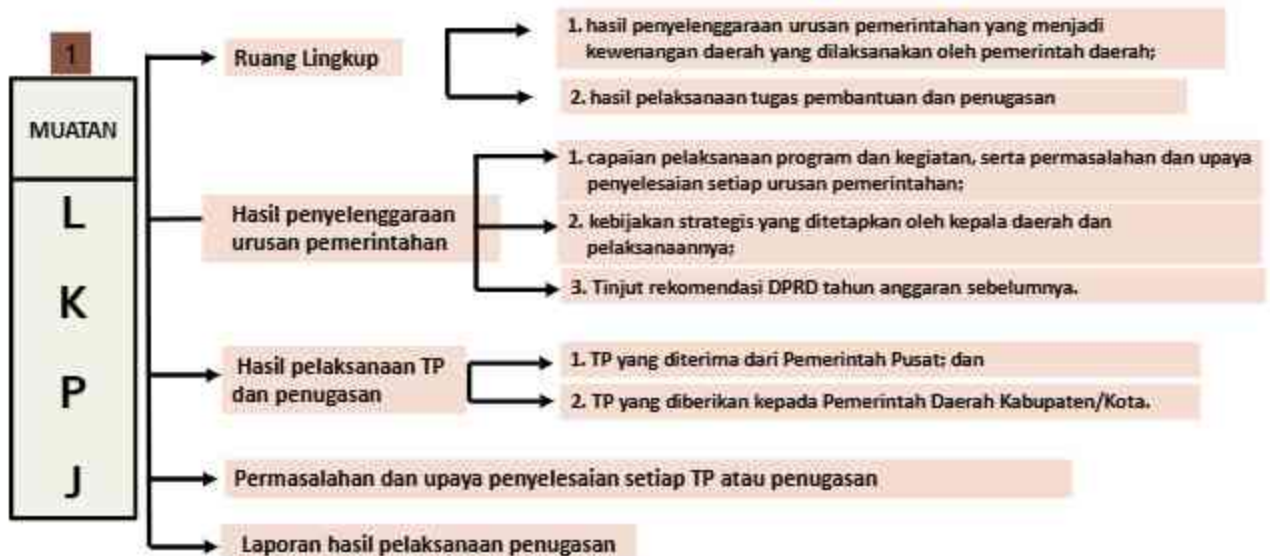 1
MUATAN
L
K
P
J
Ruang Lingkup
1. hasil penyelenggaraan urusan pemerintahan yang menjadi
kewenangan daerah yang dilaksanakan oleh pemerintah daerah;
2. hasil pelaksanaan tugas pembantuan dan penugasan
Hasil penyelenggaraan
urusan pemerintahan
1. capaian pelaksanaan program dan kegiatan, serta permasalahan dan upaya
penyelesaian setiap urusan pemerintahan;
2. kebijakan strategis yang ditetapkan oleh kepala daerah dan
pelaksanaannya;
3. Tinjut rekomendasi DPRD tahun anggaran sebelumnya.
Hasil pelaksanaan TP
dan penugasan
1. TP yang diterima dari Pemerintah Pusat; dan
2. TP yang diberikan kepada Pemerintah Daerah Kabupaten/Kota.
Permasalahan dan upaya penyelesaian setiap TP atau penugasan
Laporan hasil pelaksanaan penugasan